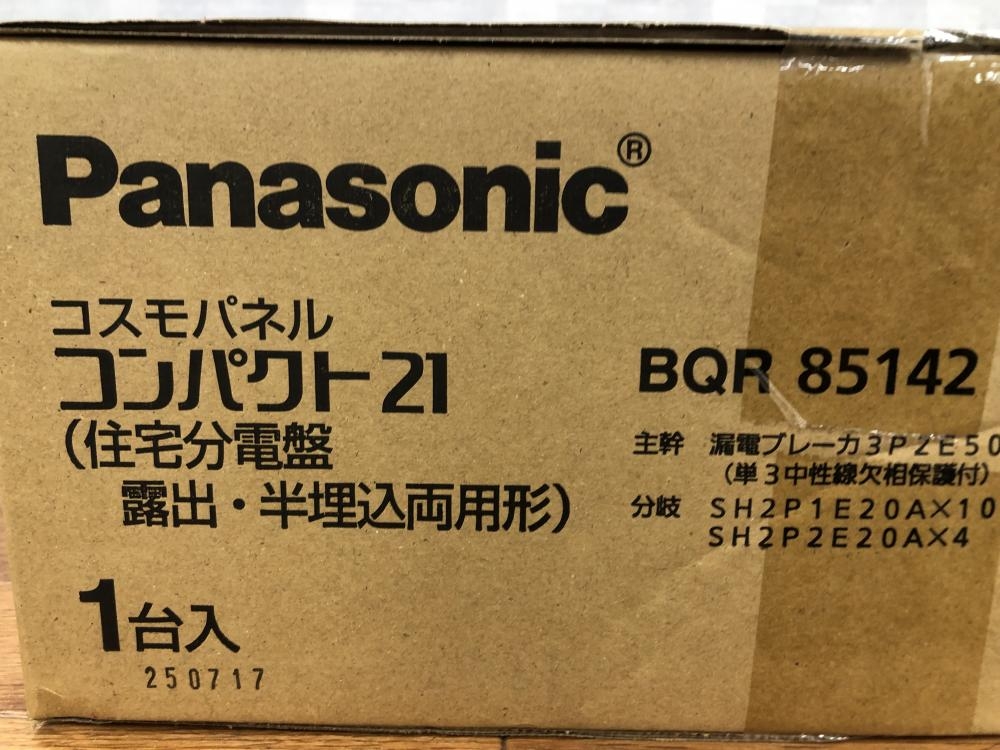 Panasonic®
コスモパネル
コンパクト21
(住宅分電盤
露出・半埋込両用形)
1台入
250717
BQR 85142
主幹 漏電ブレーカ3P2E50
(単3中性線欠相保護付)
分岐 SH2P1E20A×10
SH2P2E20A×4